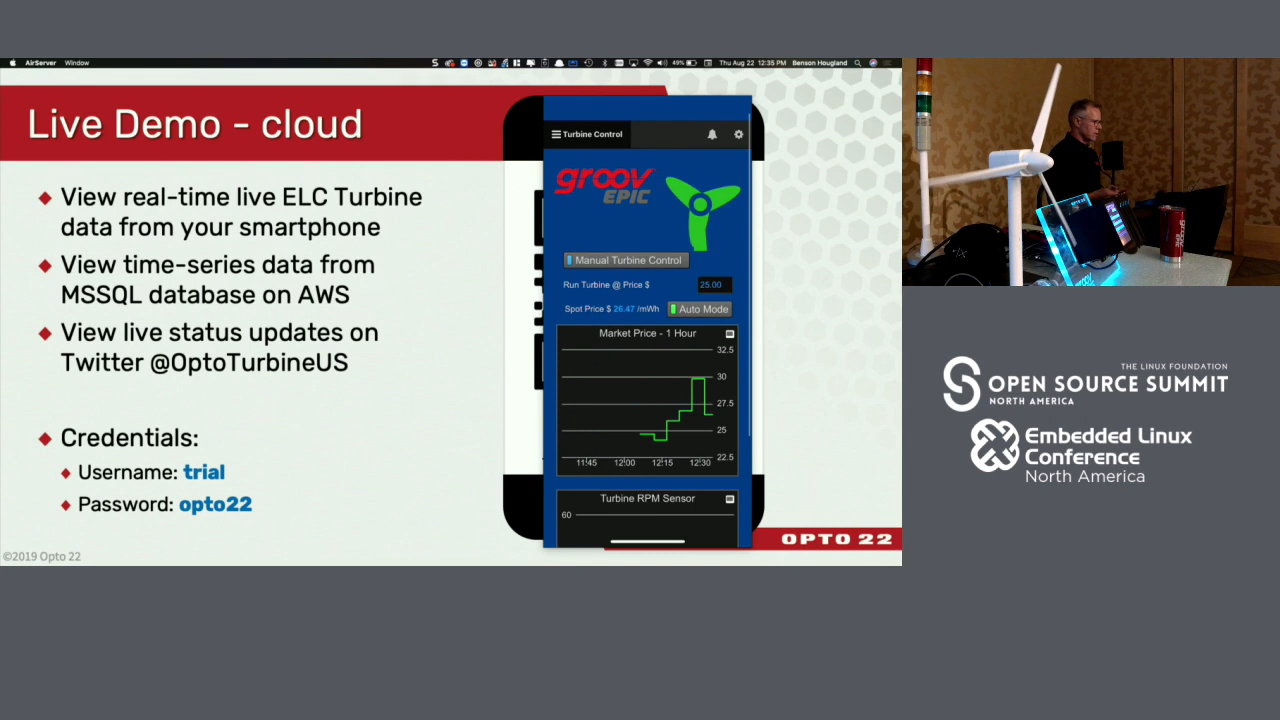 AirServer Window
49%
Thu Aug 22 12:35 PM Benson Hougland
Live Demo - cloud
View real-time live ELC Turbine
data from your smartphone
View time-series data from
MSSQL database on AWS
View live status updates on
Twitter @OptoTurbineUS
Credentials:
Username: trial
Password: opto22
©2019 Opto 22
Turbine Control
groov
EPIC
Manual Turbine Control
Run Turbine @ Price $ 25.00
Spot Price $ 26.47 /mWh Auto Mode
Market Price - 1 Hour
32.5
30
27.5
25
22.5
11:45 12:00 12:15 12:30
Turbine RPM Sensor
60
OPTO 22
groov
THE LINUX FOUNDATION
OPEN SOURCE SUMMIT
NORTH AMERICA
Embedded Linux
Conference
North America